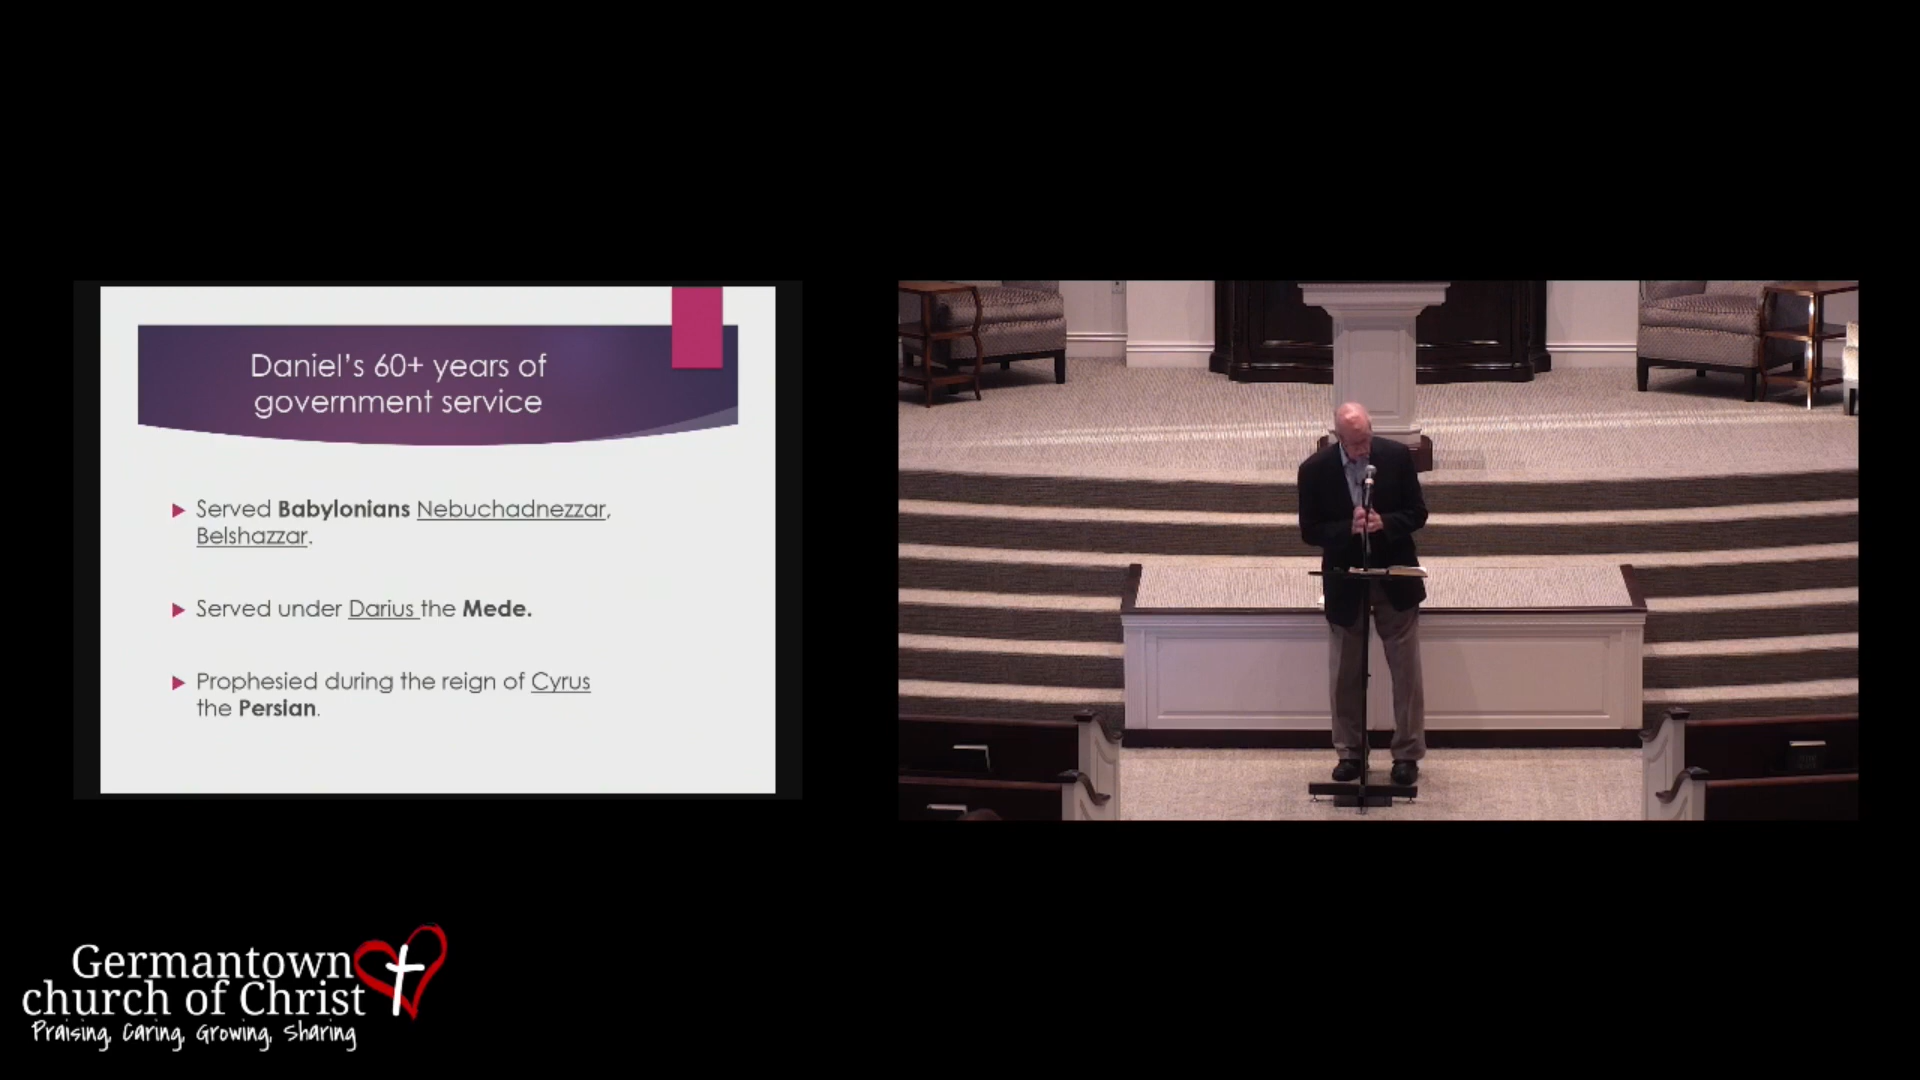 Daniel's 60+ years of
government service
Served Babylonians Nebuchadnezzar,
Belshazzar.
Served under Darius the Mede.
Prophesied during the reign of Cyrus
the Persian.
Germantown
church of Christ
Praising, Caring, Growing, Sharing